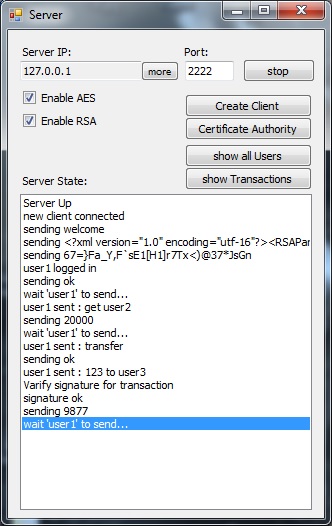 Server
Server IP: Port:
127.0.0.1 more 2222 stop
Enable AES
Create Client
Enable RSA
Certificate Authority
show all Users
Server State: show Transactions
Server Up
new client connected
sending welcome
sending <?xml version="1.0" encoding="utf-16"?><RSAPar
sending 67=}Fa_Y,F`sE1[H1]r7Tx<)@37*JsGn
user1 logged in
sending ok
wait 'user1' to send...
user1 sent : get user2
sending 20000
wait 'user1' to send...
user1 sent : transfer
sending ok
user1 sent : 123 to user3
Varify signature for transaction
signature ok
sending 9877
wait 'user1' to send...